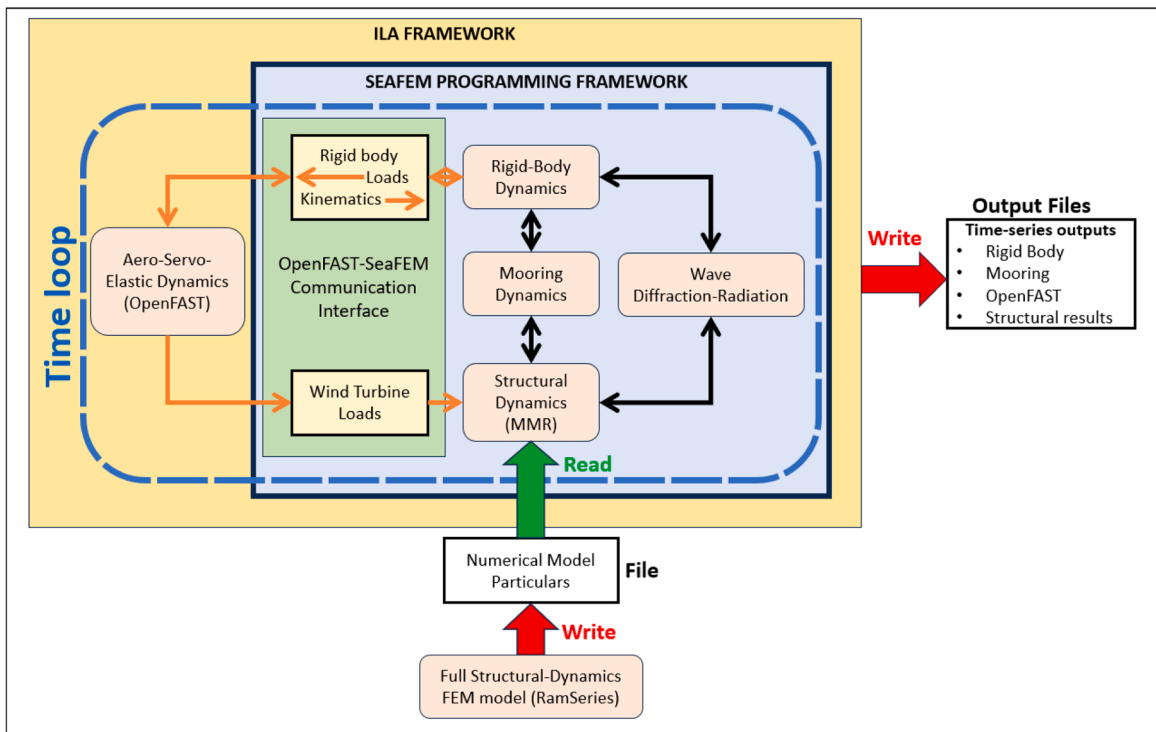 ILA FRAMEWORK
SEAFEM PROGRAMMING FRAMEWORK
Time loop
Aero-Servo-
Elastic Dynamics
(OpenFAST)
Rigid body
Loads
Kinematics
OpenFAST-SeaFEM
Communication
Interface
Wind Turbine
Loads
Rigid-Body
Dynamics
Mooring
Dynamics
Structural
Dynamics
(MMR)
Wave
Diffraction-Radiation
Write
Output Files
Time-series outputs
• Rigid Body
• Mooring
• OpenFAST
• Structural results
Read
Numerical Model
Particulars
File
Write
Full Structural-Dynamics
FEM model (RamSeries)